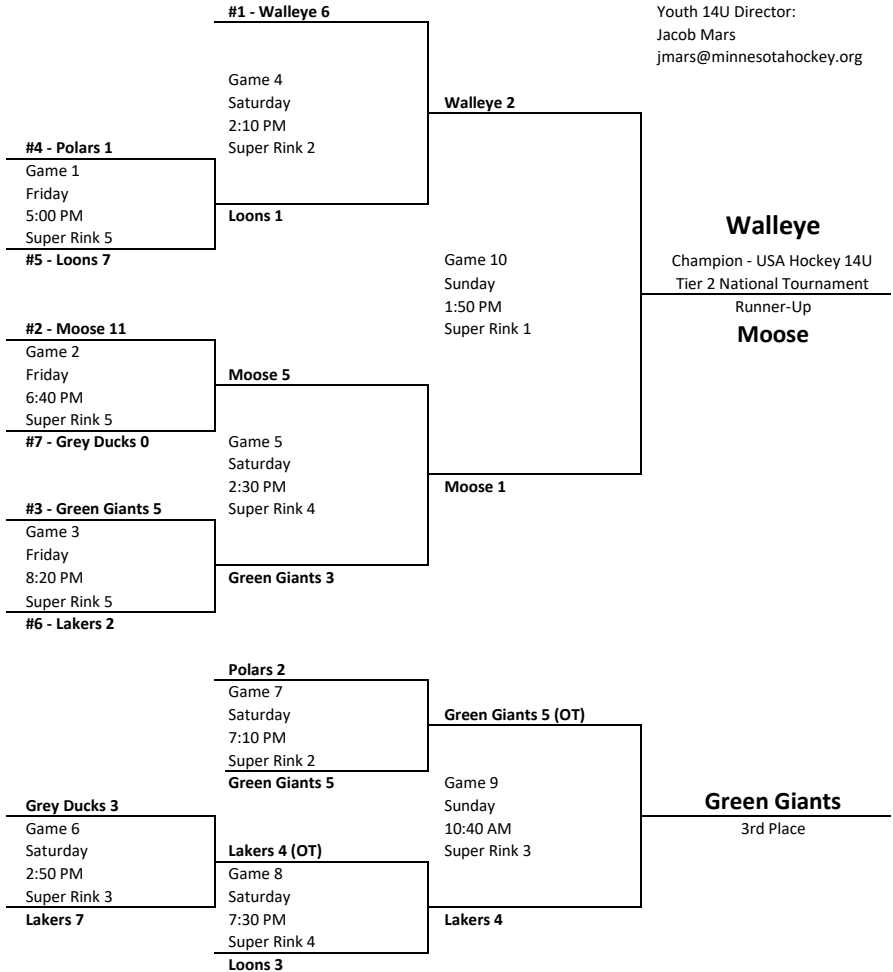 #1 - Walleye 6
Youth 14U Director:
Jacob Mars
jmars@minnesotahockey.org
Game 4
Saturday
2:10 PM
Super Rink 2
Walleye 2
#4 - Polars 1
Game 1
Friday
5:00 PM
Super Rink 5
#5 - Loons 7
Loons 1
Walleye
Champion - USA Hockey 14U
Tier 2 National Tournament
Runner-Up
Moose
Game 10
Sunday
1:50 PM
Super Rink 1
#2 - Moose 11
Game 2
Friday
6:40 PM
Super Rink 5
#7 - Grey Ducks 0
Moose 5
Game 5
Saturday
2:30 PM
Super Rink 4
Moose 1
#3 - Green Giants 5
Game 3
Friday
8:20 PM
Super Rink 5
#6 - Lakers 2
Green Giants 3
Polars 2
Game 7
Saturday
7:10 PM
Super Rink 2
Green Giants 5
Green Giants 5 (OT)
Game 9
Sunday
10:40 AM
Super Rink 3
Green Giants
3rd Place
Grey Ducks 3
Game 6
Saturday
2:50 PM
Super Rink 3
Lakers 7
Lakers 4 (OT)
Game 8
Saturday
7:30 PM
Super Rink 4
Loons 3
Lakers 4